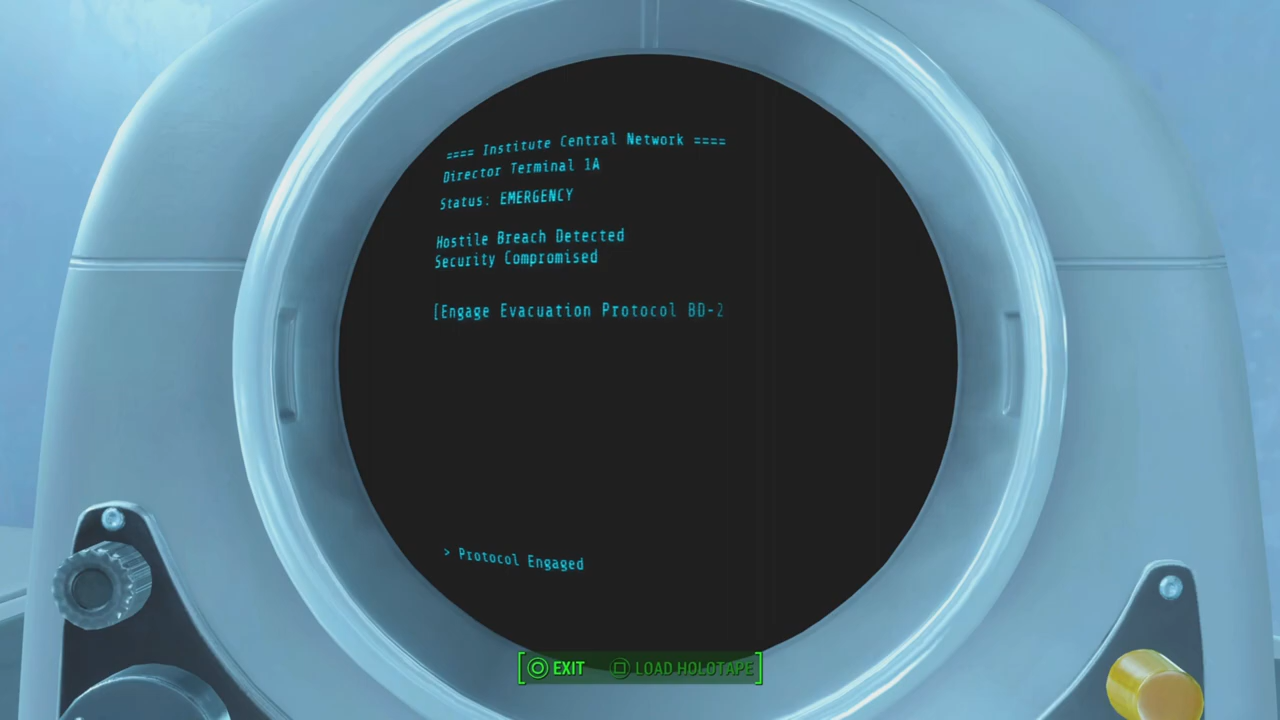 ==== Institute Central Network ====
Director Terminal 1A
Status: EMERGENCY
Hostile Breach Detected
Security Compromised
[Engage Evacuation Protocol BD-2
> Protocol Engaged
[ EXIT LOAD HOLOTAPE ]